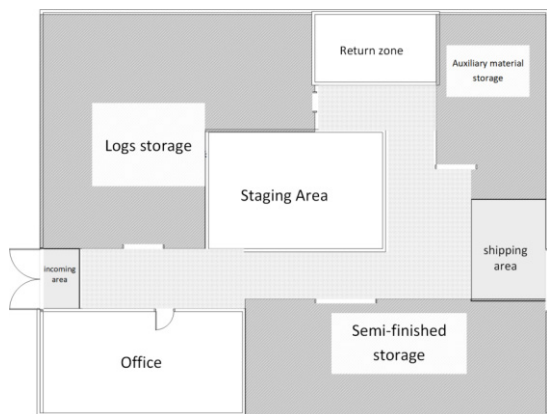 Return zone
Auxiliary material
storage
Logs storage
Staging Area
shipping
area
incoming
area
Semi-finished
storage
Office